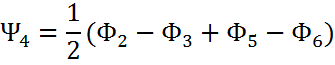 Ψ₄ = 1/2 (Φ₂ − Φ₃ + Φ₅ − Φ₆)